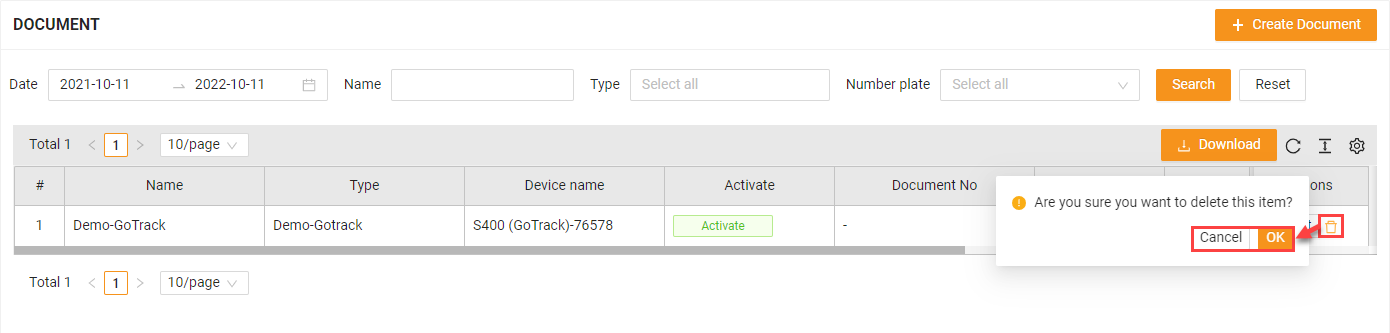 DOCUMENT
+ Create Document
Date 2021-10-11 → 2022-10-11 Name Type Select all Number plate Select all Search Reset
Total 1 < 1 > 10/page Download
# Name Type Device name Activate Document No ons
Are you sure you want to delete this item?
1 Demo-GoTrack Demo-Gotrack S400 (GoTrack)-76578 Activate -
Cancel OK
Total 1 < 1 > 10/page